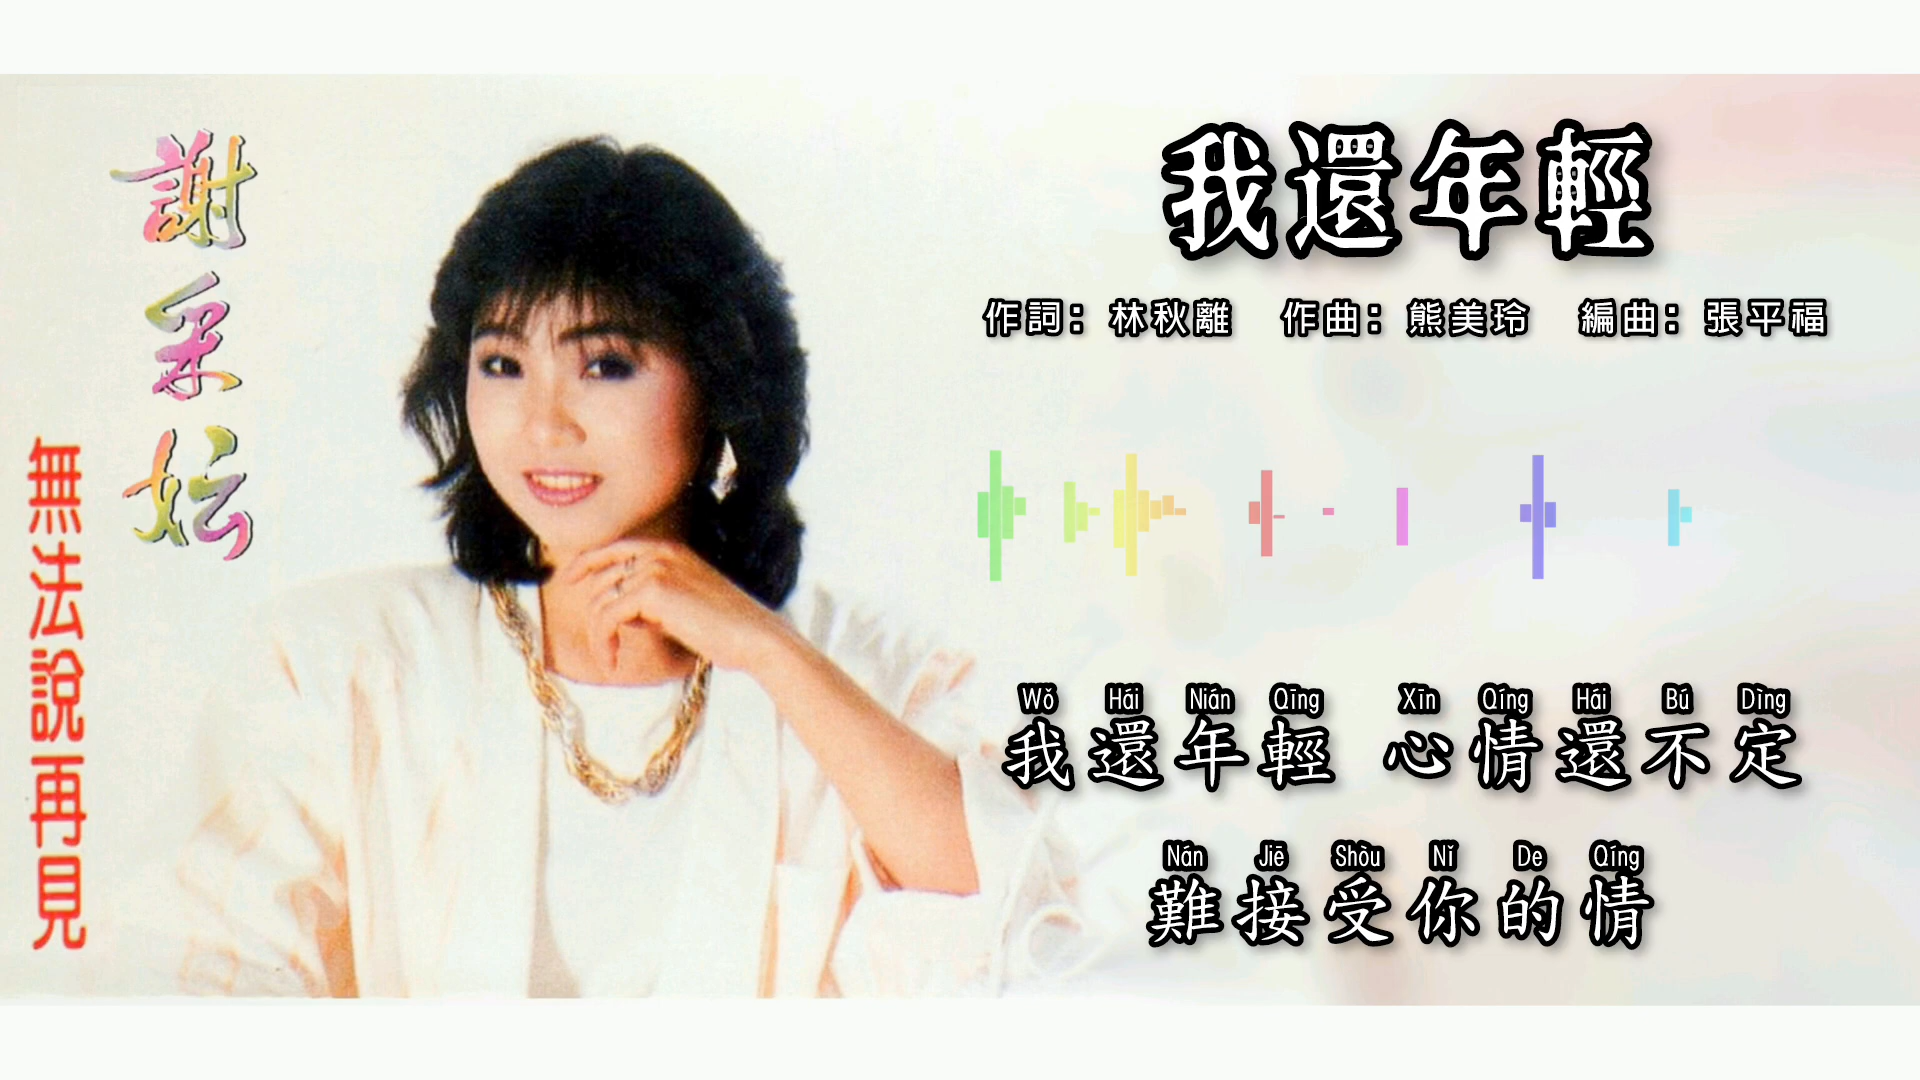 謝采妘
無法說再見
我還年輕
作詞：林秋離 作曲：熊美玲 編曲：張平福
Wǒ Hái Nián Qīng Xīn Qíng Hái Bú Dìng
我還年輕 心情還不定
Nán Jiē Shòu Nǐ De Qíng
難接受你的情